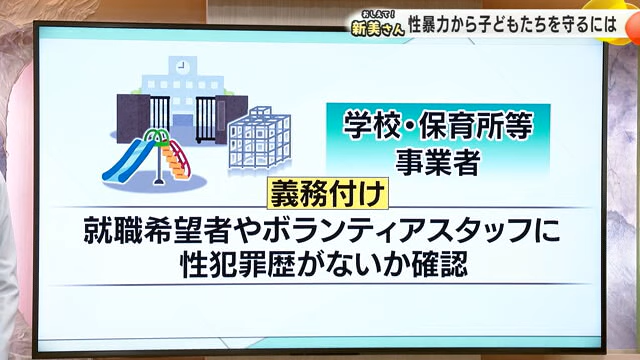 おしえて!
新美さん
性暴力から子どもたちを守るには
学校・保育所等
事業者
義務付け
就職希望者やボランティアスタッフに
性犯罪歴がないか確認